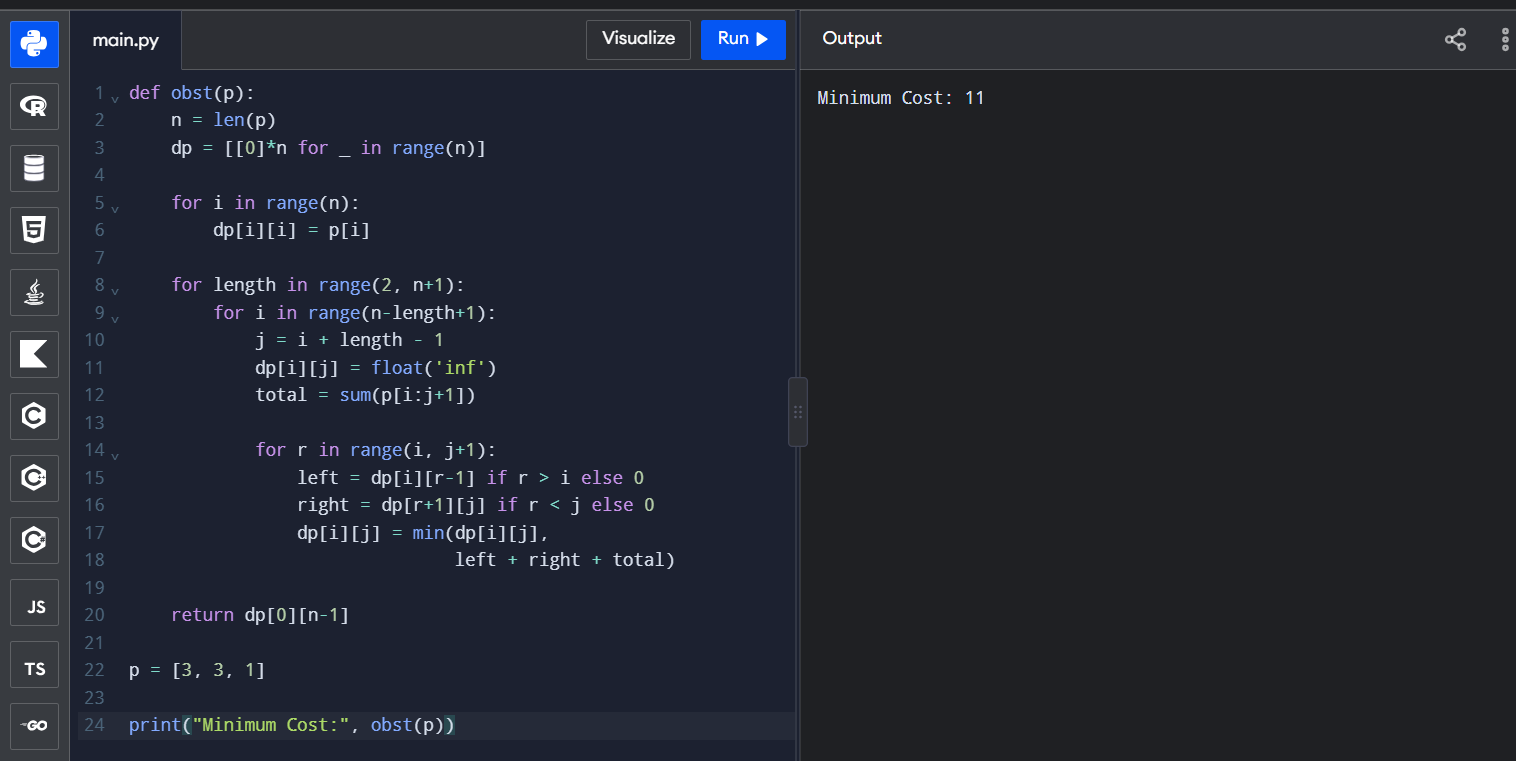 main.py
Visualize
Run
1 def obst(p):
2     n = len(p)
3     dp = [[0]*n for _ in range(n)]
4
5     for i in range(n):
6         dp[i][i] = p[i]
7
8     for length in range(2, n+1):
9         for i in range(n-length+1):
10             j = i + length - 1
11             dp[i][j] = float('inf')
12             total = sum(p[i:j+1])
13
14             for r in range(i, j+1):
15                 left = dp[i][r-1] if r > i else 0
16                 right = dp[r+1][j] if r < j else 0
17                 dp[i][j] = min(dp[i][j],
18                                left + right + total)
19
20     return dp[0][n-1]
21
22 p = [3, 3, 1]
23
24 print("Minimum Cost:", obst(p))
Output
Minimum Cost: 11
R
5
C
C++
C#
JS
TS
GO